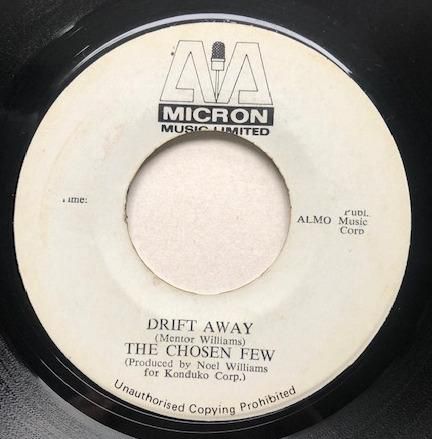 MICRON
MUSIC LIMITED
Time:
Publ.
ALMO Music
Corp
DRIFT AWAY
(Mentor Williams)
THE CHOSEN FEW
(Produced by Noel Williams
for Konduko Corp.)
Unauthorised Copying Prohibited